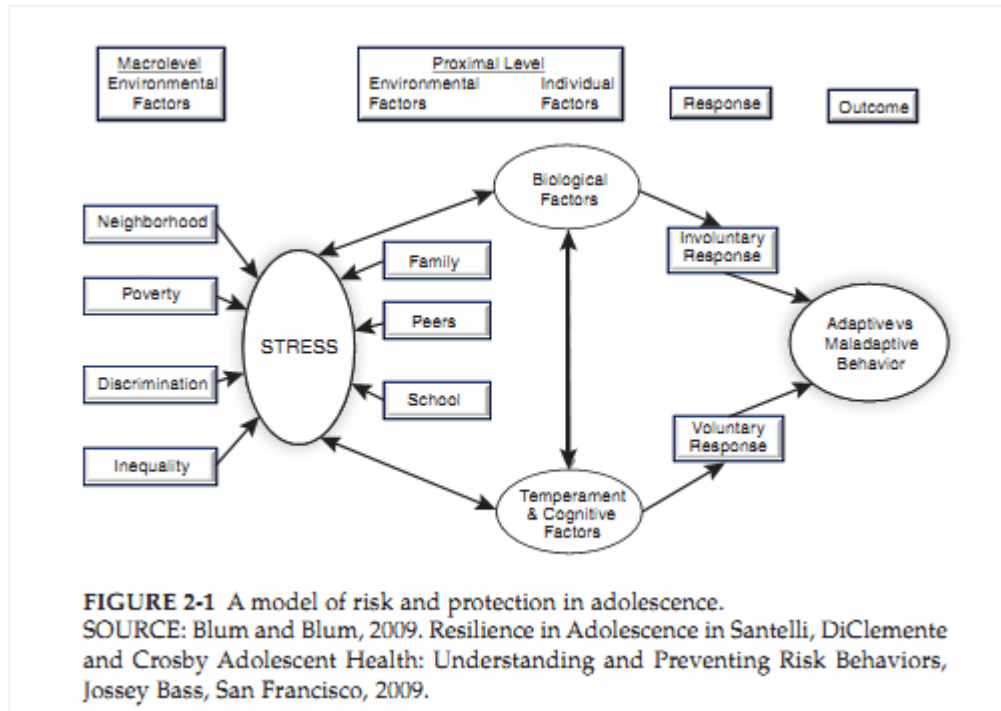 Macrolevel
Environmental
Factors
Proximal Level
Environmental Individual
Factors Factors
Response
Outcome
Biological
Factors
Neighborhood
Involuntary
Response
Family
Poverty
Peers
STRESS
Adaptive vs
Maladaptive
Behavior
Discrimination
School
Voluntary
Response
Inequality
Temperament
& Cognitive
Factors
FIGURE 2-1 A model of risk and protection in adolescence.
SOURCE: Blum and Blum, 2009. Resilience in Adolescence in Santelli, DiClemente
and Crosby Adolescent Health: Understanding and Preventing Risk Behaviors,
Jossey Bass, San Francisco, 2009.